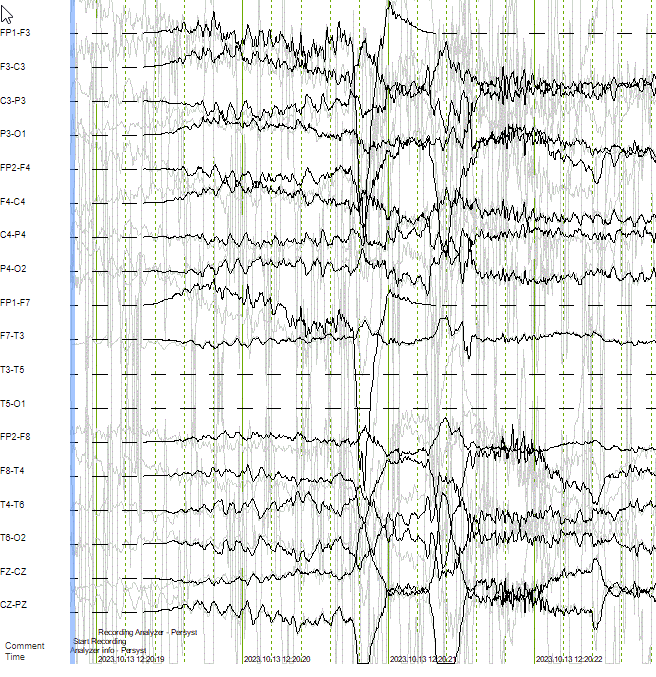 FP1-F3
F3-C3
C3-P3
P3-O1
FP2-F4
F4-C4
C4-P4
P4-O2
FP1-F7
F7-T3
T3-T5
T5-O1
FP2-F8
F8-T4
T4-T6
T6-O2
FZ-CZ
CZ-PZ
Recording Analyzer - Persyst
Start Recording
Comment
Analyzer info - Persyst
Time
2023.10.13 12:20:19 2023.10.13 12:20:20 2023.10.13 12:20:21 2023.10.13 12:20:22